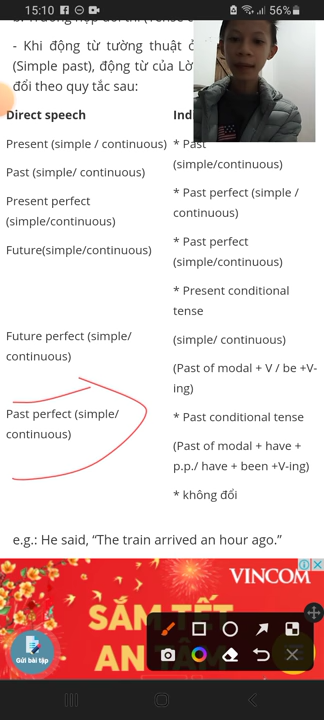 15:10
56%
- Khi động từ tường thuật ở
(Simple past), động từ của Lờ
đổi theo quy tắc sau:
Direct speech Ind
Present (simple / continuous) * Past
(simple/continuous)
Past (simple/ continuous)
* Past perfect (simple /
continuous)
Present perfect
(simple/continuous)
* Past perfect
(simple/continuous)
Future(simple/continuous)
* Present conditional
tense
(simple/ continuous)
(Past of modal + V / be +V-
ing)
Future perfect (simple/
continuous)
* Past conditional tense
(Past of modal + have +
p.p./ have + been +V-ing)
Past perfect (simple/
continuous)
* không đổi
e.g.: He said, “The train arrived an hour ago.”
VINCOM
SẮM TẾT
AN
Gửi bài tập